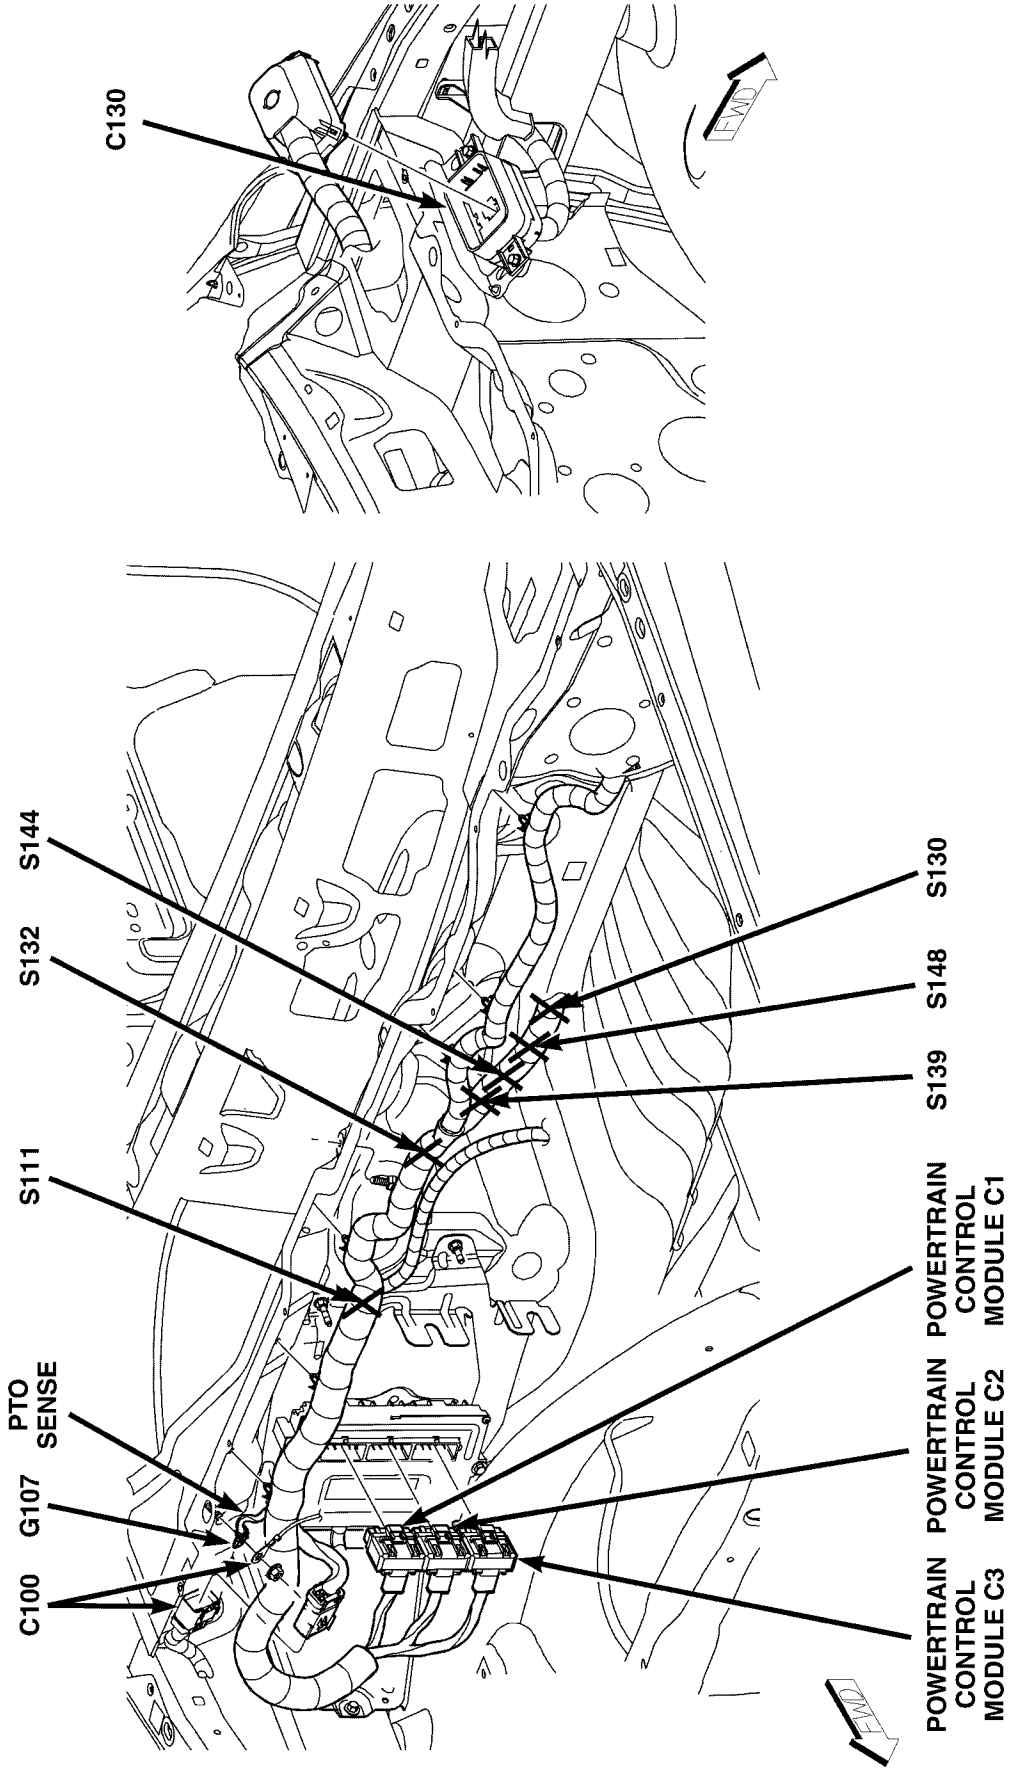 C100
G107
PTO
SENSE
S111
S132
S144
C130
FWD
POWERTRAIN
CONTROL
MODULE C3
POWERTRAIN
CONTROL
MODULE C2
POWERTRAIN
CONTROL
MODULE C1
S139
S148
S130
FWD